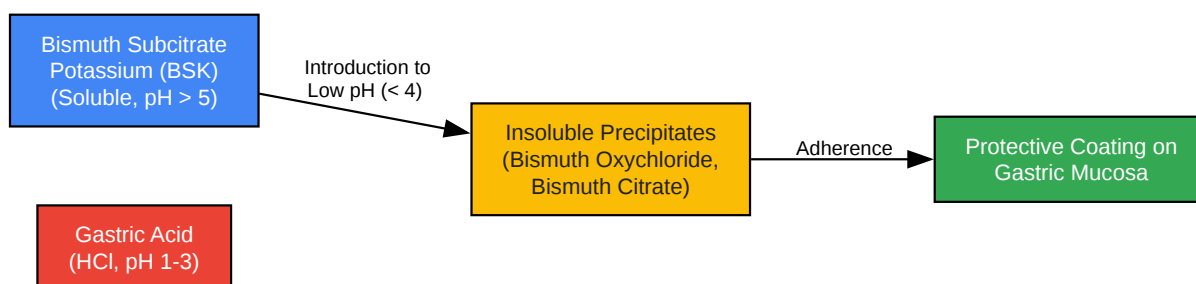 Bismuth Subcitrate
Potassium (BSK)
(Soluble, pH > 5)
Introduction to
Low pH (< 4)
Insoluble Precipitates
(Bismuth Oxychloride,
Bismuth Citrate)
Adherence
Protective Coating on
Gastric Mucosa
Gastric Acid
(HCl, pH 1-3)